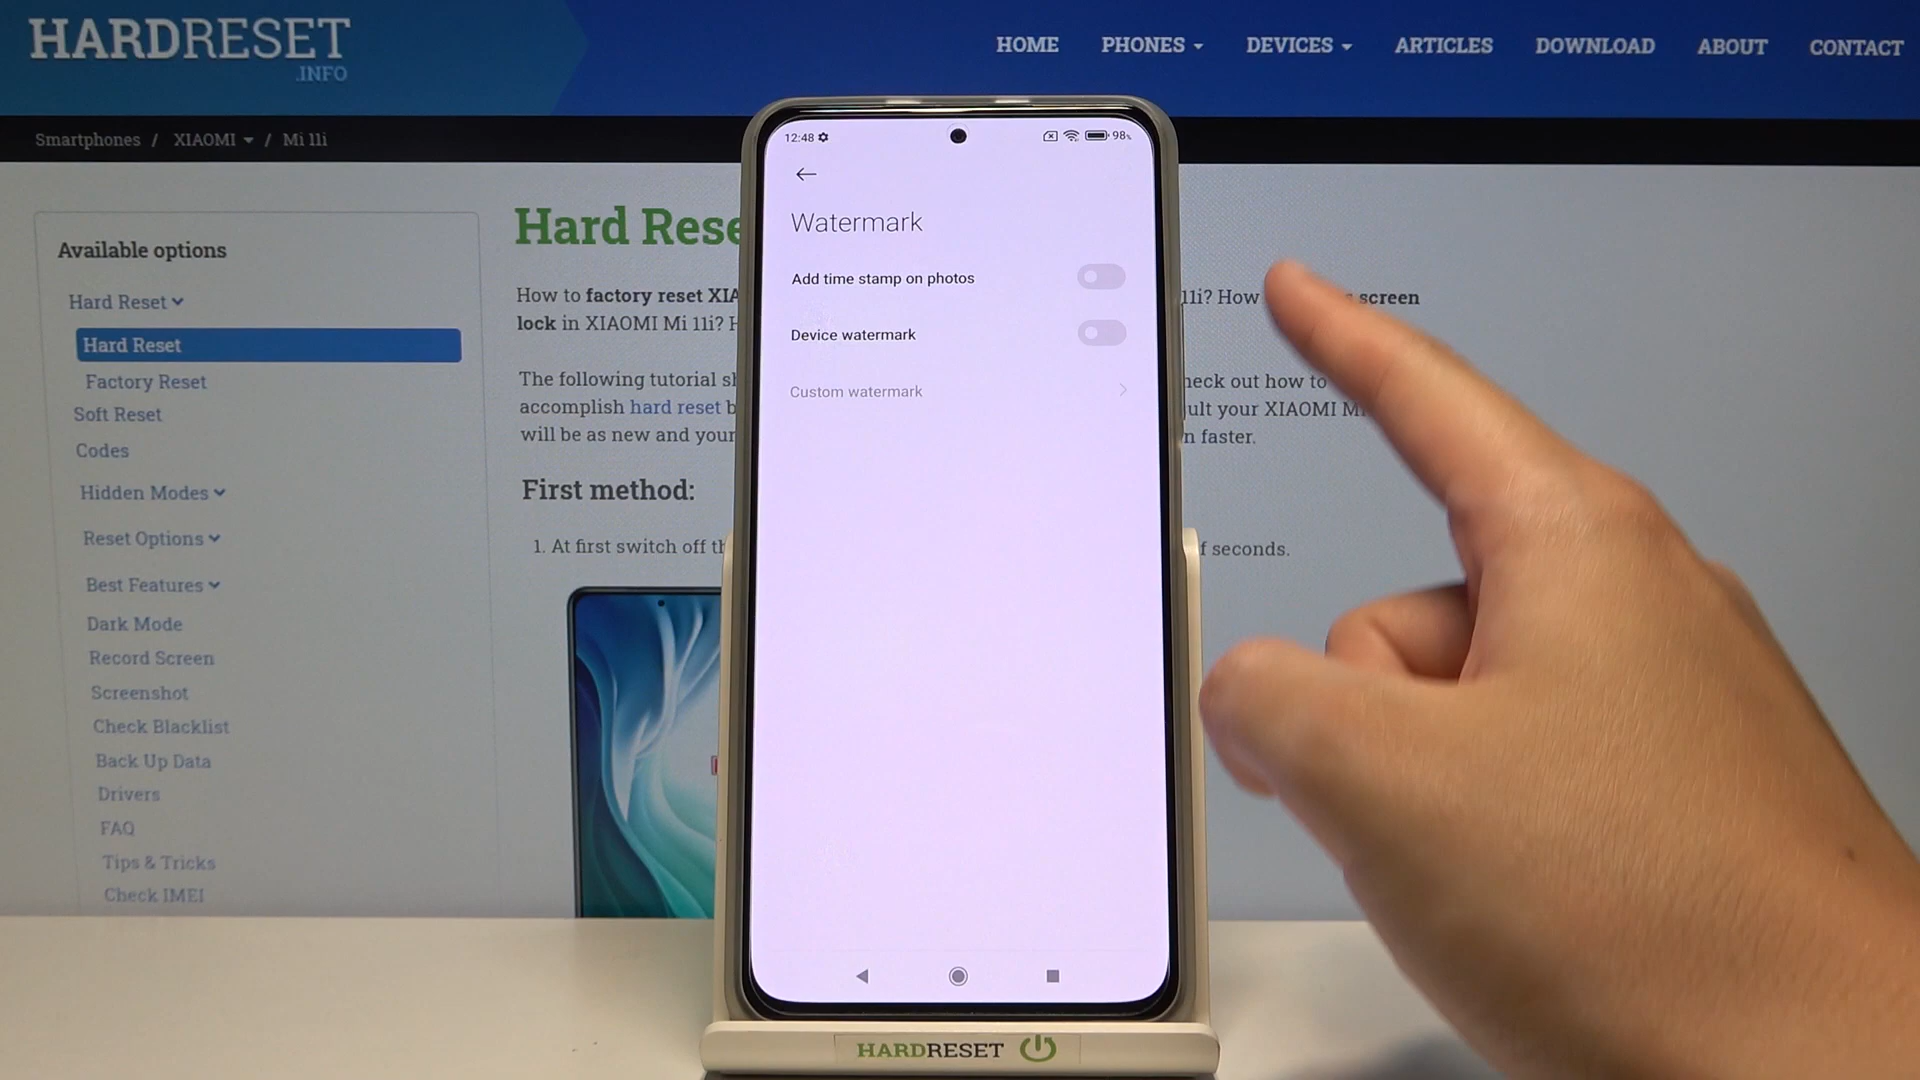 HARDRESET
.INFO
HOME PHONES DEVICES ARTICLES DOWNLOAD ABOUT CONTACT
Smartphones / XIAOMI / Mi 11i
Available options
Hard Reset
Hard Reset
Factory Reset
Soft Reset
Codes
Hidden Modes
Reset Options
Best Features
Dark Mode
Record Screen
Screenshot
Check Blacklist
Back Up Data
Drivers
FAQ
Tips & Tricks
Check IMEI
Hard Rese
How to factory reset XIA 11i? How screen
lock in XIAOMI Mi 11i? H
The following tutorial sh heck out how to
accomplish hard reset b ult your XIAOMI Mi
will be as new and your n faster.
First method:
1. At first switch off th f seconds.
12:48 98%
Watermark
Add time stamp on photos
Device watermark
Custom watermark
HARDRESET